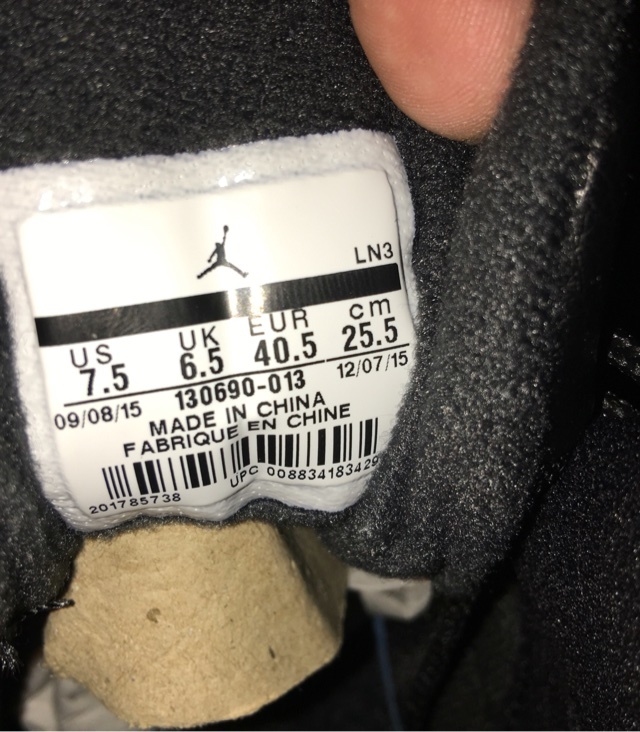 LN3
US UK EUR cm
7.5 6.5 40.5 25.5
09/08/15 130690-013 12/07/15
MADE IN CHINA
FABRIQUE EN CHINE
201785738 UPC 00883418342